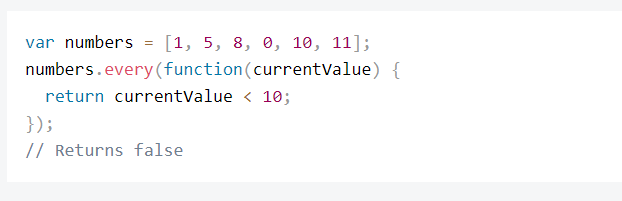 var numbers = [1, 5, 8, 0, 10, 11];
numbers.every(function(currentValue) {
  return currentValue < 10;
});
// Returns false